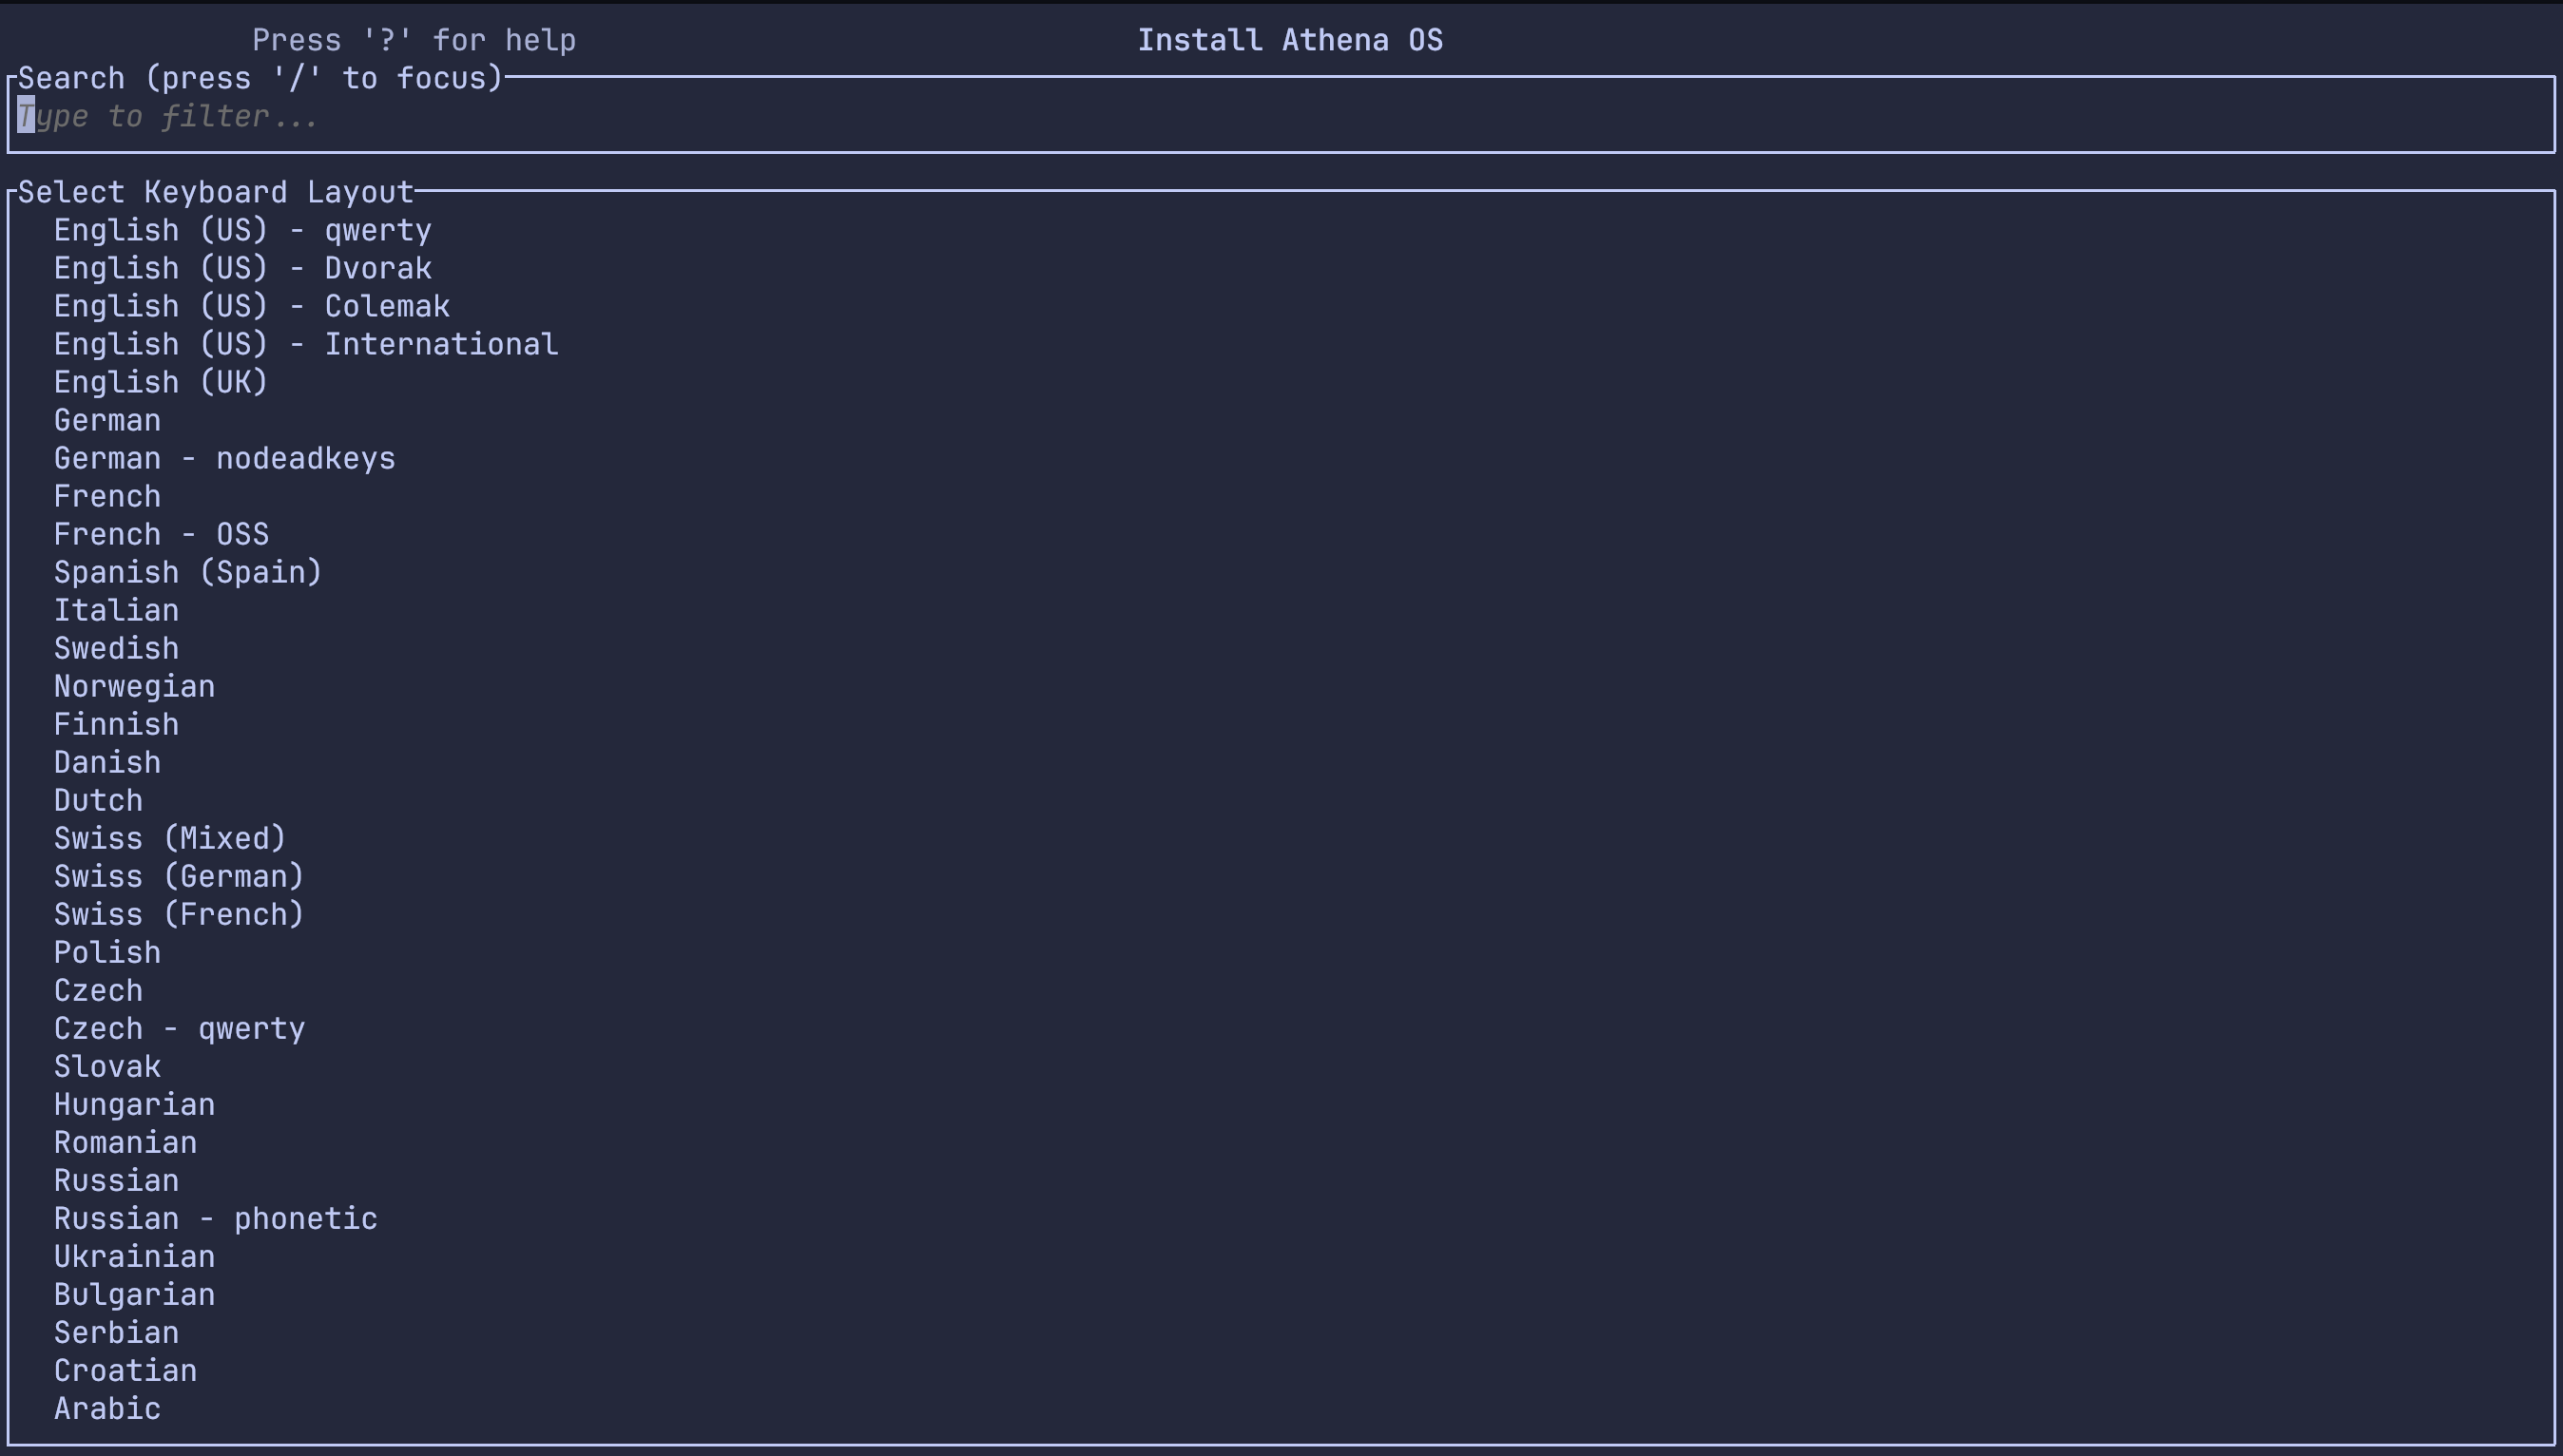 Press '?' for help
Install Athena OS
Search (press '/' to focus)
Type to filter...
Select Keyboard Layout
English (US) - qwerty
English (US) - Dvorak
English (US) - Colemak
English (US) - International
English (UK)
German
German - nodeadkeys
French
French - OSS
Spanish (Spain)
Italian
Swedish
Norwegian
Finnish
Danish
Dutch
Swiss (Mixed)
Swiss (German)
Swiss (French)
Polish
Czech
Czech - qwerty
Slovak
Hungarian
Romanian
Russian
Russian - phonetic
Ukrainian
Bulgarian
Serbian
Croatian
Arabic